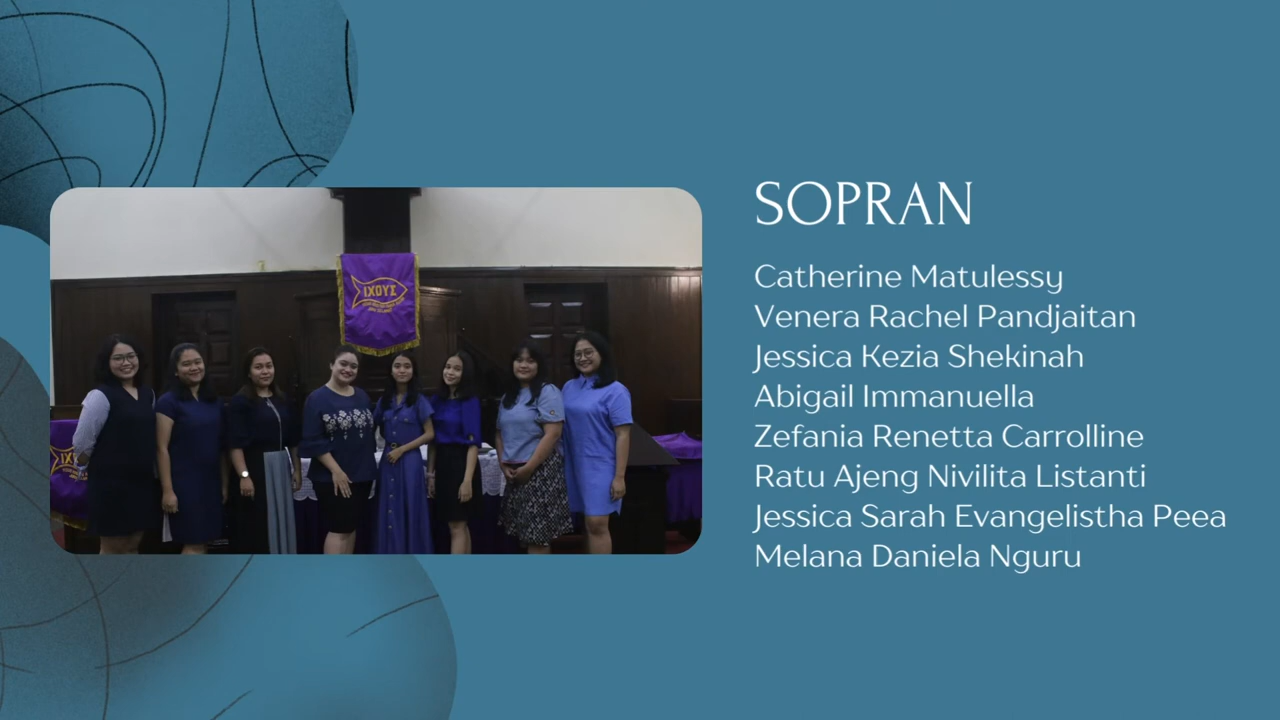 SOPRAN
Catherine Matulessy
Venera Rachel Pandjaitan
Jessica Kezia Shekinah
Abigail Immanuella
Zefania Renetta Carrolline
Ratu Ajeng Nivilita Listanti
Jessica Sarah Evangelistha Peea
Melana Daniela Nguru
IXOYE